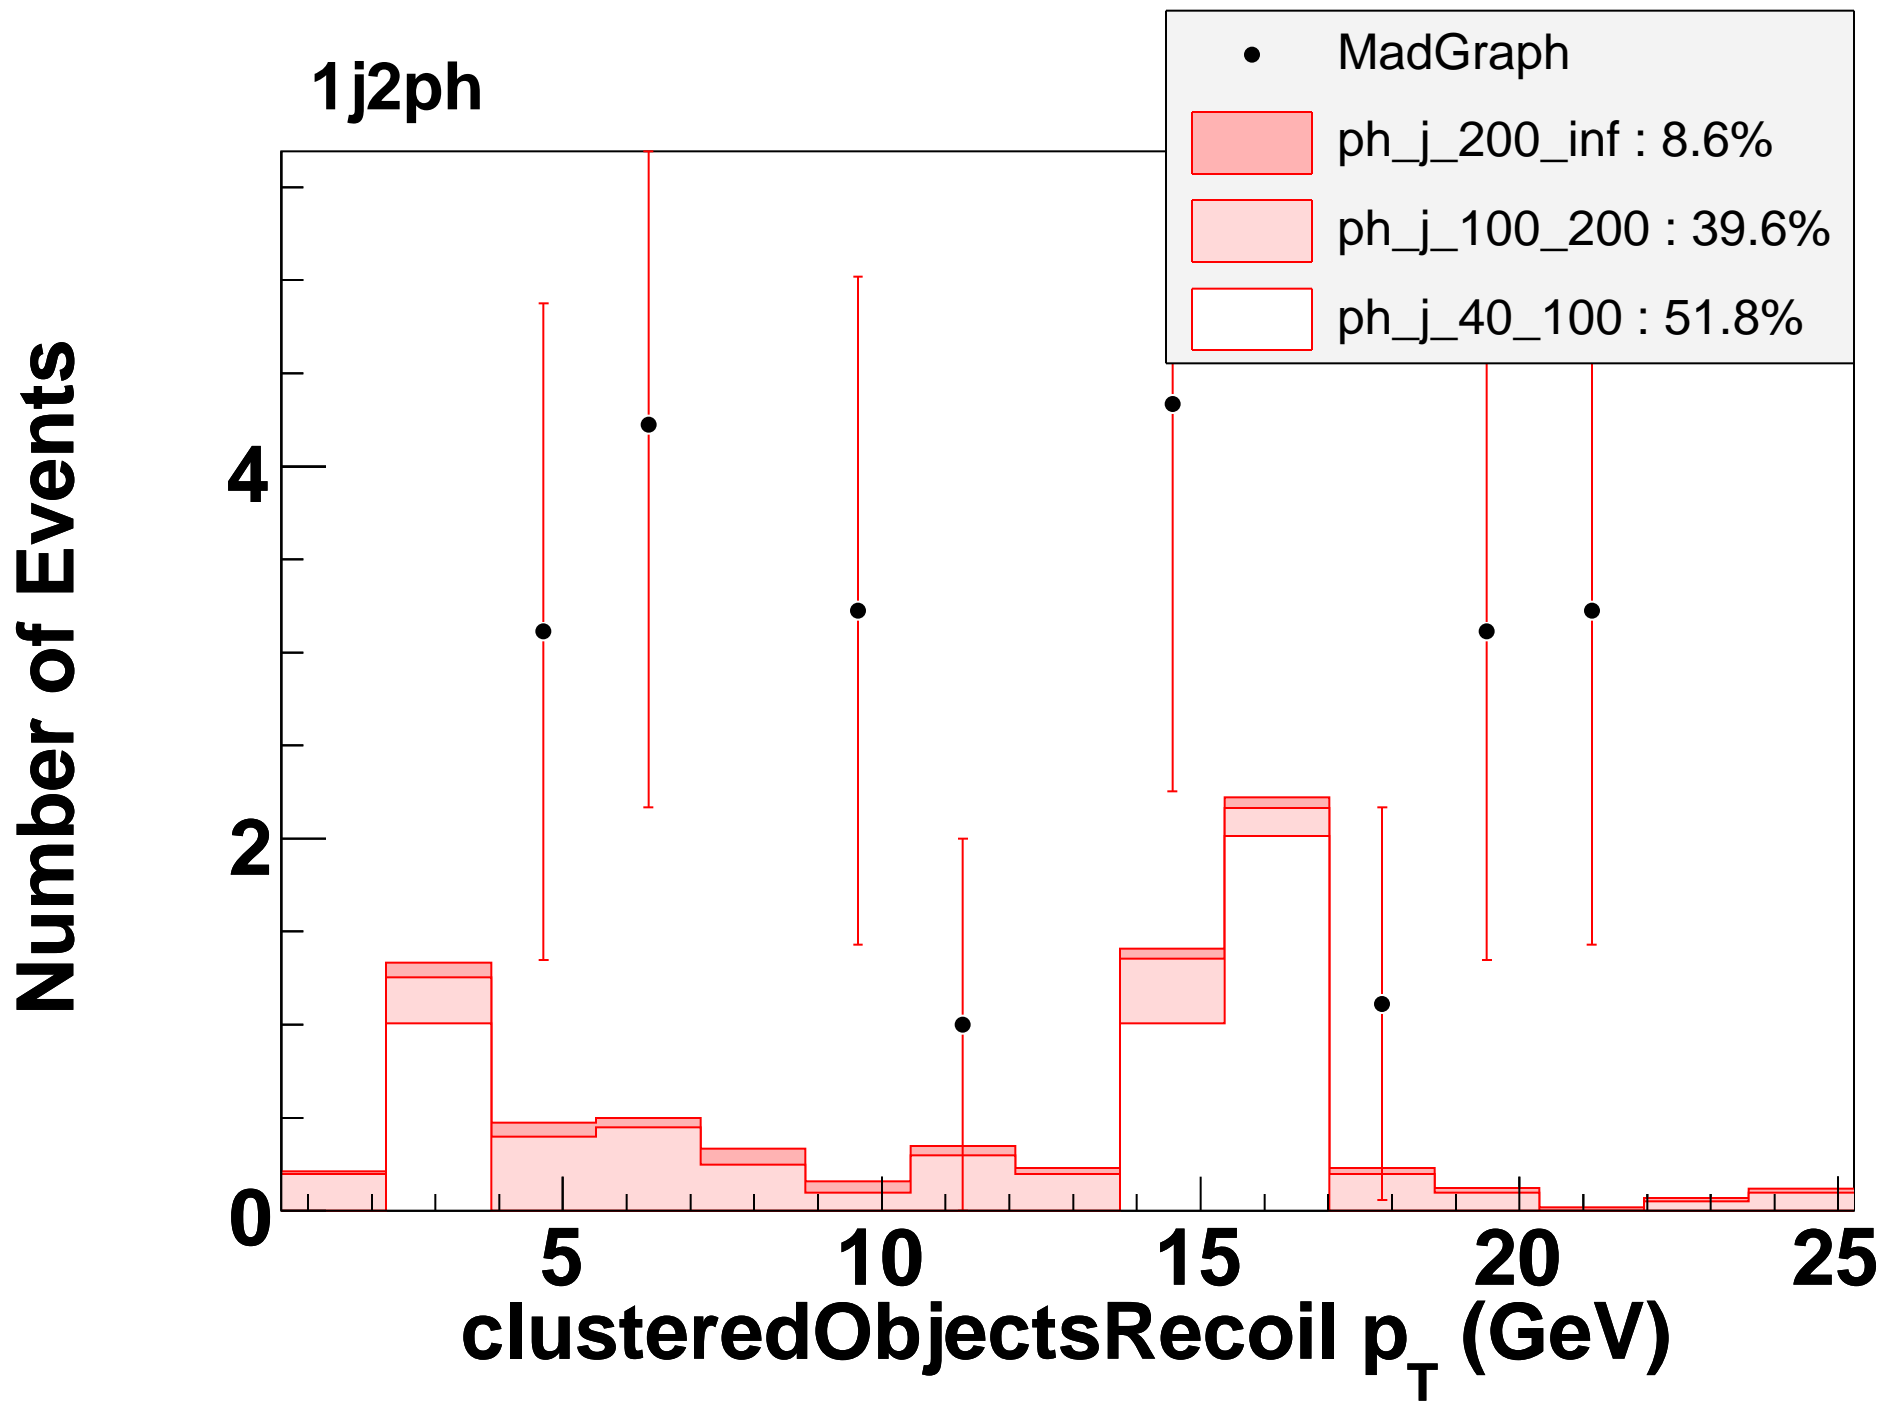 1j2ph
MadGraph
ph_j_200_inf : 8.6%
ph_j_100_200 : 39.6%
ph_j_40_100 : 51.8%
Number of Events
4
2
0
5 10 15 20 25
clusteredObjectsRecoil p_T (GeV)